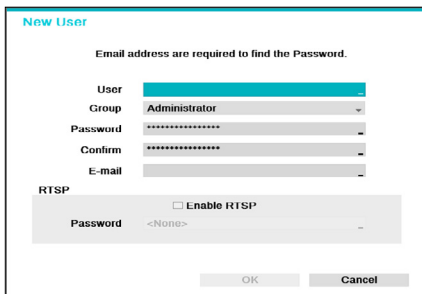 New User
Email address are required to find the Password.
User
Group Administrator
Password ****************
Confirm ****************
E-mail
RTSP
Enable RTSP
Password <None>
OK Cancel